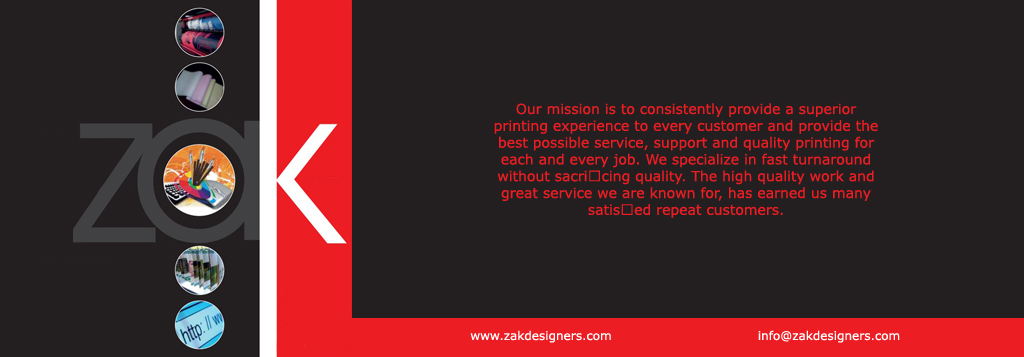 zak
Our mission is to consistently provide a superior
printing experience to every customer and provide the
best possible service, support and quality printing for
each and every job. We specialize in fast turnaround
without sacri□cing quality. The high quality work and
great service we are known for, has earned us many
satis□ed repeat customers.
http: // ww
www.zakdesigners.com
info@zakdesigners.com